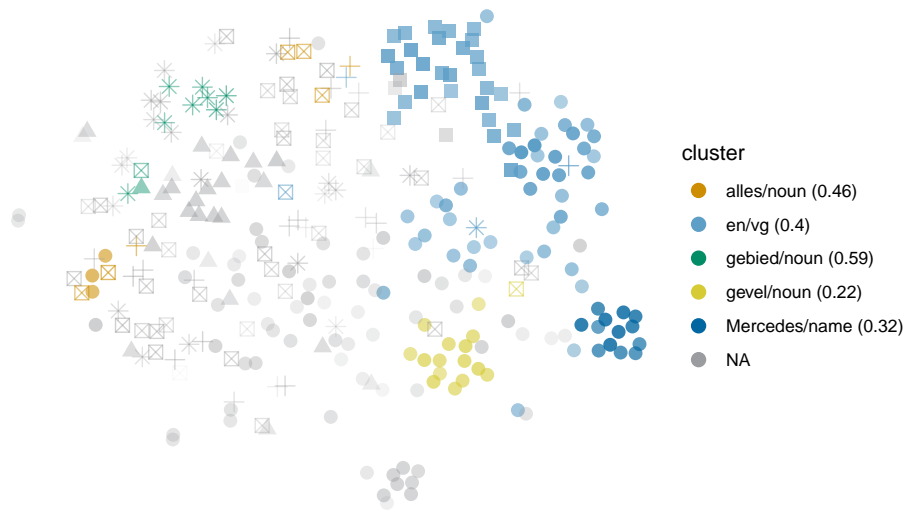 cluster
alles/noun (0.46)
en/vg (0.4)
gebied/noun (0.59)
gevel/noun (0.22)
Mercedes/name (0.32)
NA